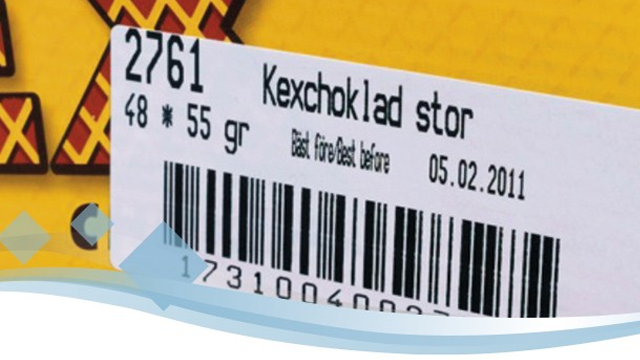 2761
Kexchoklad stor
48 * 55 gr
Bäst före/Best before 05.02.2011